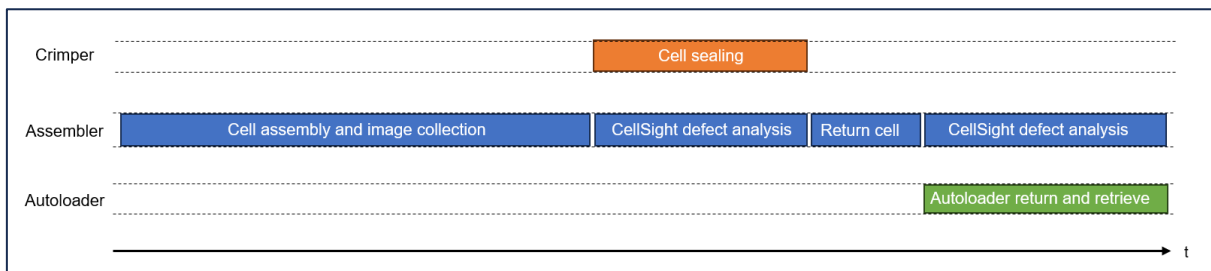 Crimper
Cell sealing
Assembler
Cell assembly and image collection
CellSight defect analysis
Return cell
CellSight defect analysis
Autoloader
Autoloader return and retrieve
t